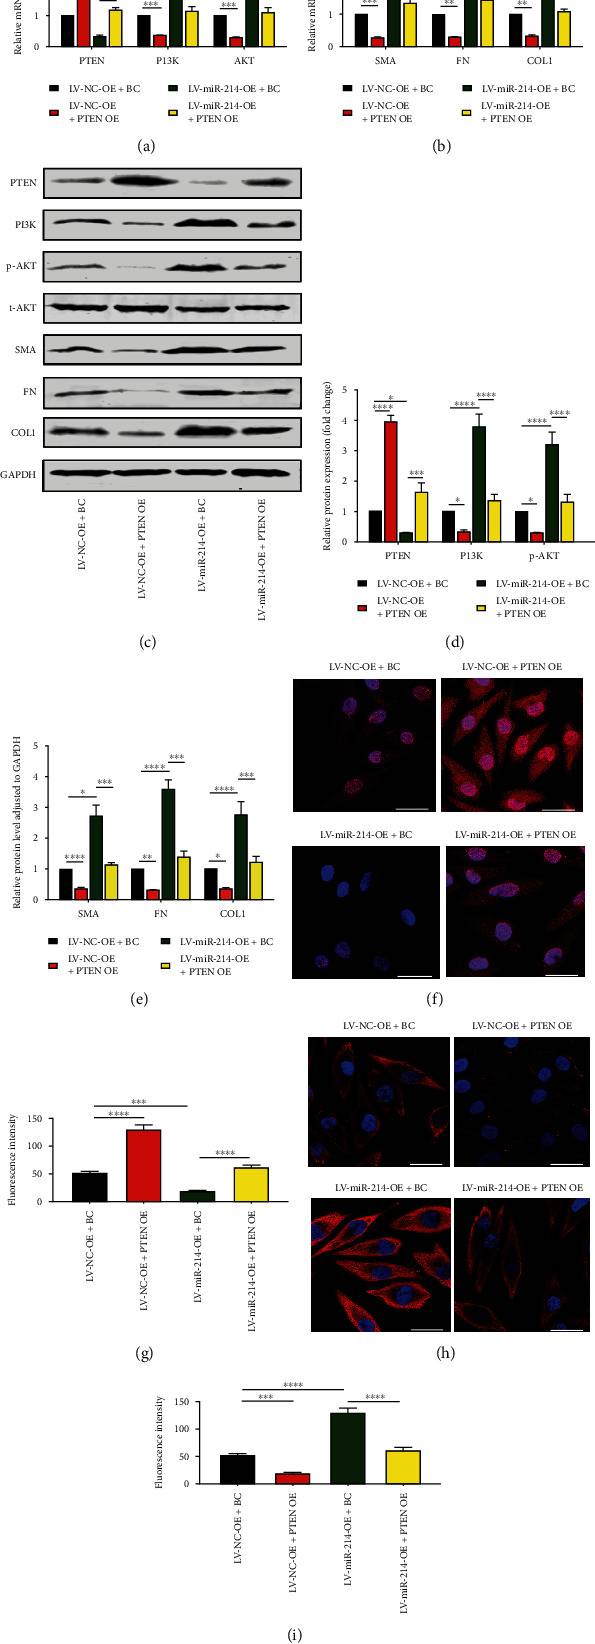 Relative mRN
1
0
***
***
PTEN P13K AKT
LV-NC-OE + BC LV-miR-214-OE + BC
LV-NC-OE
+ PTEN OE
LV-miR-214-OE
+ PTEN OE
(a)
Relative mR
1
0
***
**
**
SMA FN COL1
LV-NC-OE + BC LV-miR-214-OE + BC
LV-NC-OE
+ PTEN OE
LV-miR-214-OE
+ PTEN OE
(b)
PTEN
PI3K
p-AKT
t-AKT
SMA
FN
COL1
GAPDH
LV-NC-OE + BC
LV-NC-OE + PTEN OE
LV-miR-214-OE + BC
LV-miR-214-OE + PTEN OE
(c)
Relative protein expression (fold change)
5
4
3
2
1
0
*
****
***
****
****
*
****
****
*
PTEN P13K p-AKT
LV-NC-OE + BC LV-miR-214-OE + BC
LV-NC-OE
+ PTEN OE
LV-miR-214-OE
+ PTEN OE
(d)
Relative protein level adjusted to GAPDH
5
4
3
2
1
0
*
***
****
****
***
**
****
***
*
SMA FN COL1
LV-NC-OE + BC LV-miR-214-OE + BC
LV-NC-OE
+ PTEN OE
LV-miR-214-OE
+ PTEN OE
(e)
LV-NC-OE + BC LV-NC-OE + PTEN OE
LV-miR-214-OE + BC LV-miR-214-OE + PTEN OE
(f)
Fluorescence intensity
150
100
50
0
***
****
****
LV-NC-OE + BC
LV-NC-OE + PTEN OE
LV-miR-214-OE + BC
LV-miR-214-OE + PTEN OE
(g)
LV-NC-OE + BC LV-NC-OE + PTEN OE
LV-miR-214-OE + BC LV-miR-214-OE + PTEN OE
(h)
Fluorescence intensity
150
100
50
0
****
***
****
LV-NC-OE + BC
LV-NC-OE + PTEN OE
LV-miR-214-OE + BC
LV-miR-214-OE + PTEN OE
(i)